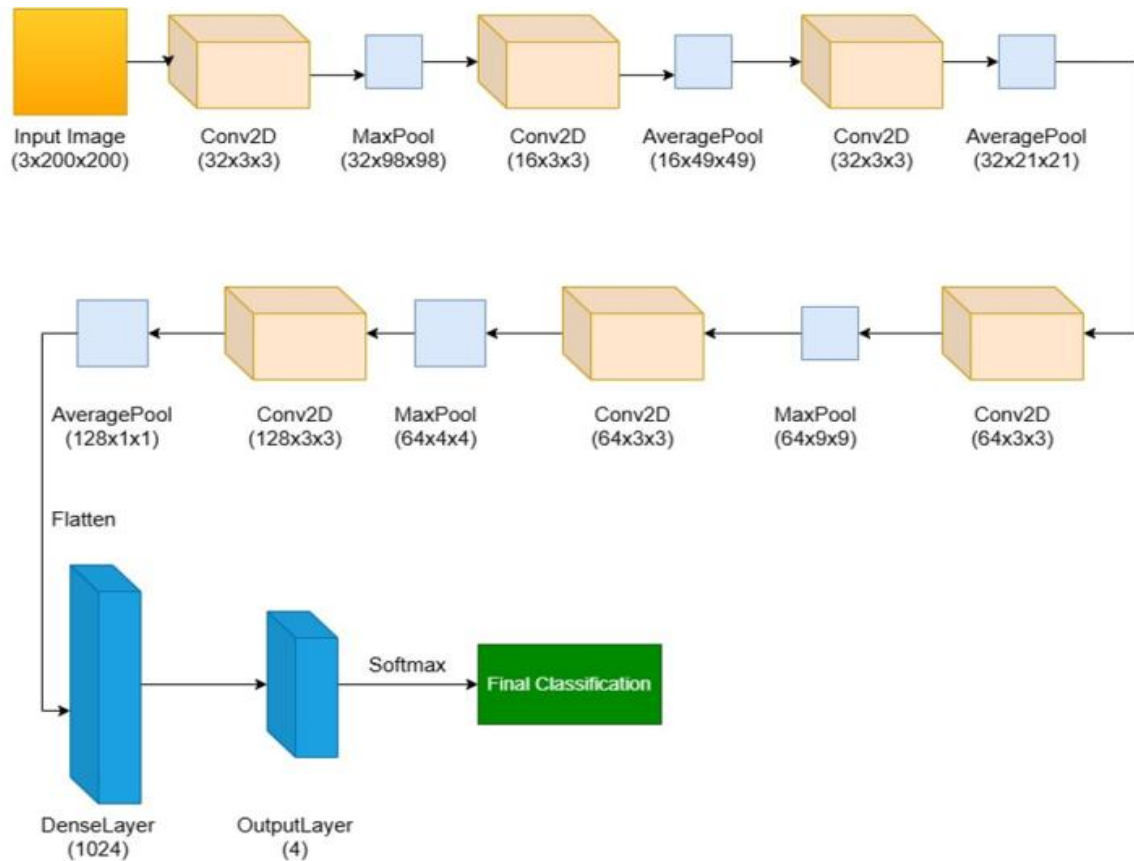 Input Image
(3x200x200)
Conv2D
(32x3x3)
MaxPool
(32x98x98)
Conv2D
(16x3x3)
AveragePool
(16x49x49)
Conv2D
(32x3x3)
AveragePool
(32x21x21)
AveragePool
(128x1x1)
Conv2D
(128x3x3)
MaxPool
(64x4x4)
Conv2D
(64x3x3)
MaxPool
(64x9x9)
Conv2D
(64x3x3)
Flatten
Softmax
Final Classification
DenseLayer
(1024)
OutputLayer
(4)